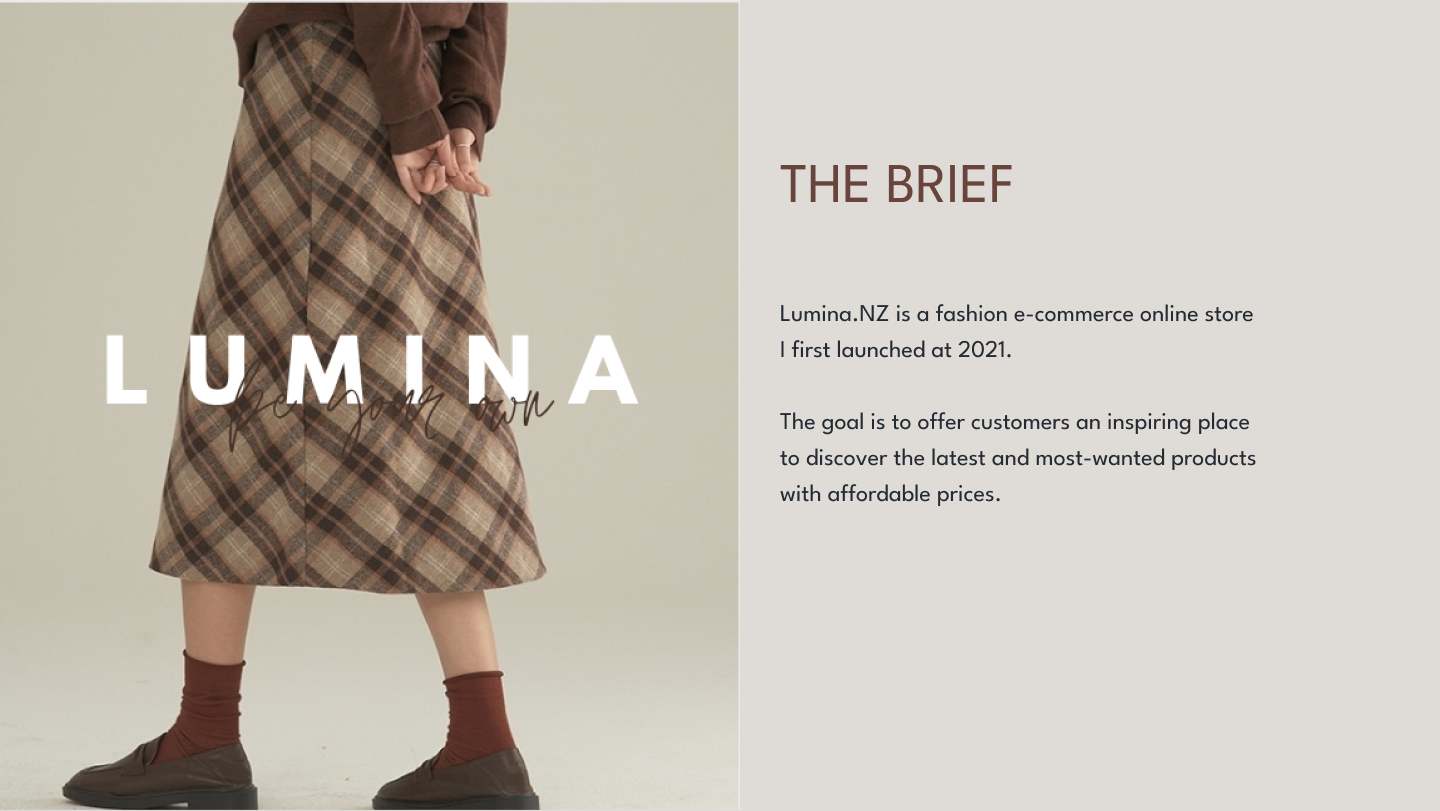 LUMINA
be your own
THE BRIEF
Lumina.NZ is a fashion e-commerce online store
I first launched at 2021.
The goal is to offer customers an inspiring place
to discover the latest and most-wanted products
with affordable prices.